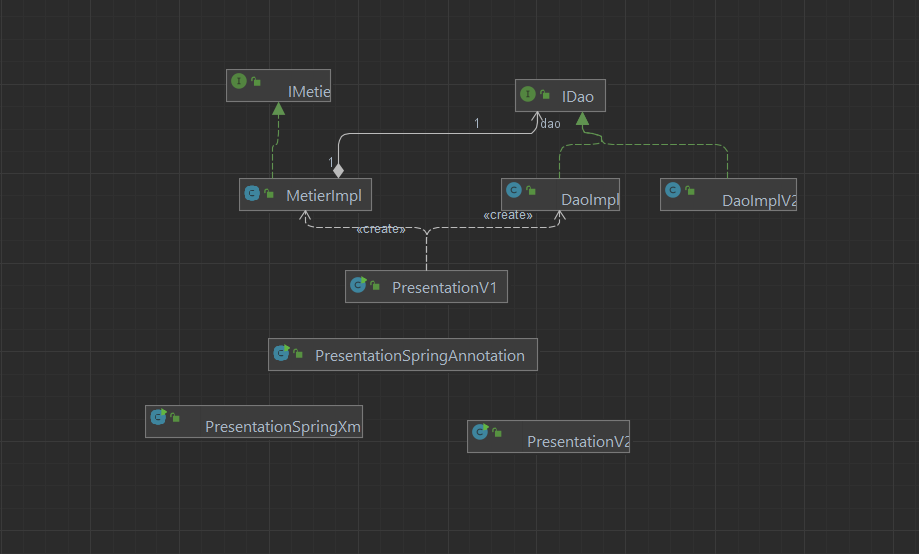 IMetie
IDao
1
dao
1
MetierImpl
DaoImpl
DaoImplV2
«create»
«create»
PresentationV1
PresentationSpringAnnotation
PresentationSpringXm
PresentationV2